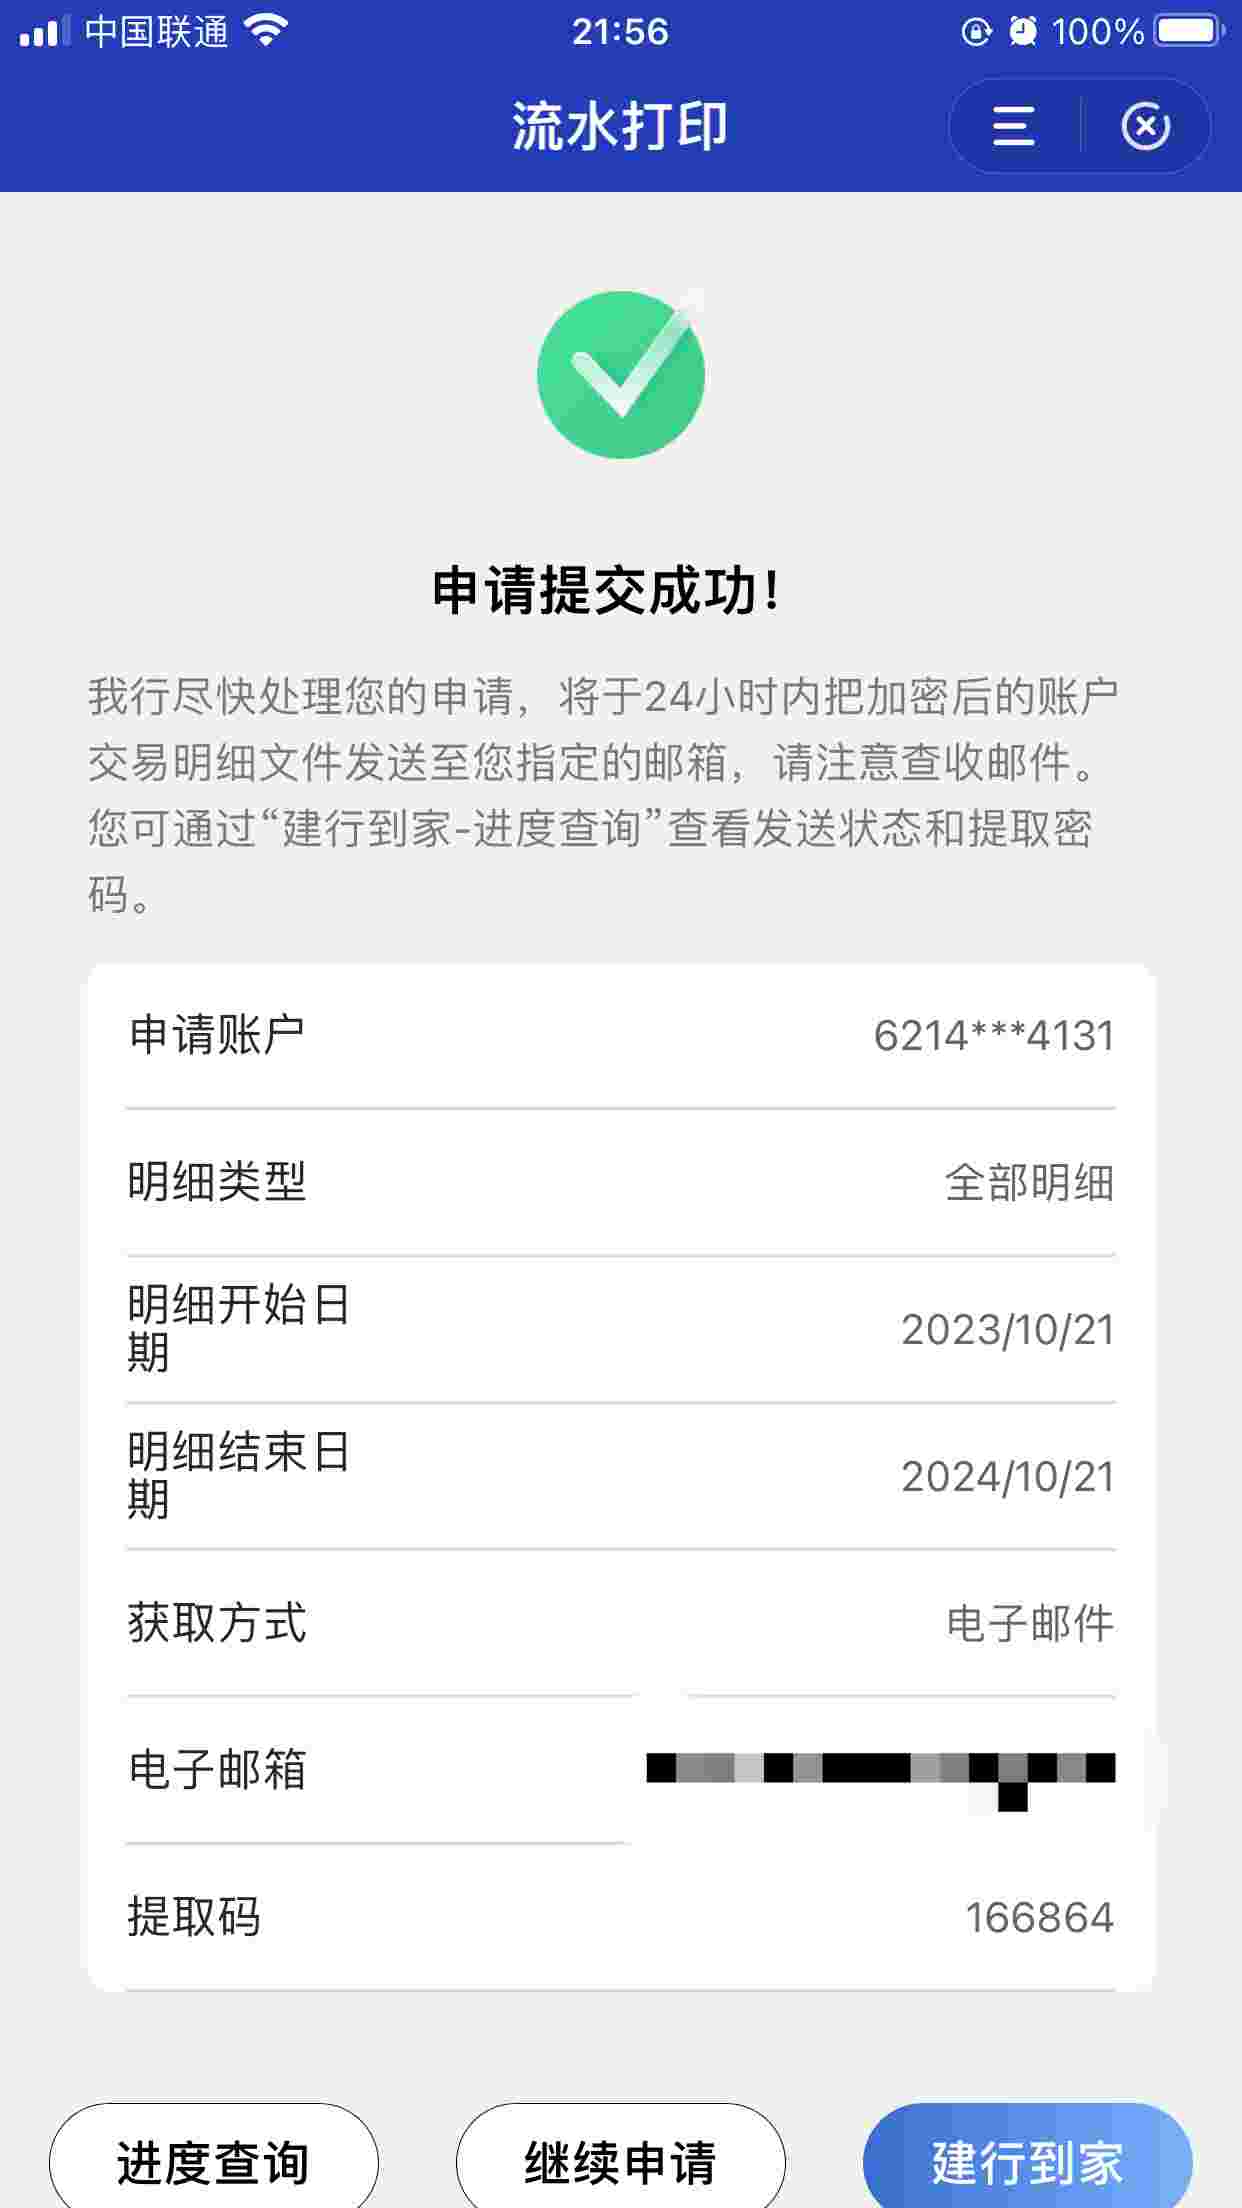 中国联通
21:56
100%
流水打印
申请提交成功!
我行尽快处理您的申请，将于24小时内把加密后的账户
交易明细文件发送至您指定的邮箱，请注意查收邮件。
您可通过“建行到家-进度查询”查看发送状态和提取密
码。
申请账户 6214***4131
明细类型 全部明细
明细开始日
期 2023/10/21
明细结束日
期 2024/10/21
获取方式 电子邮件
电子邮箱
提取码 166864
进度查询 继续申请 建行到家